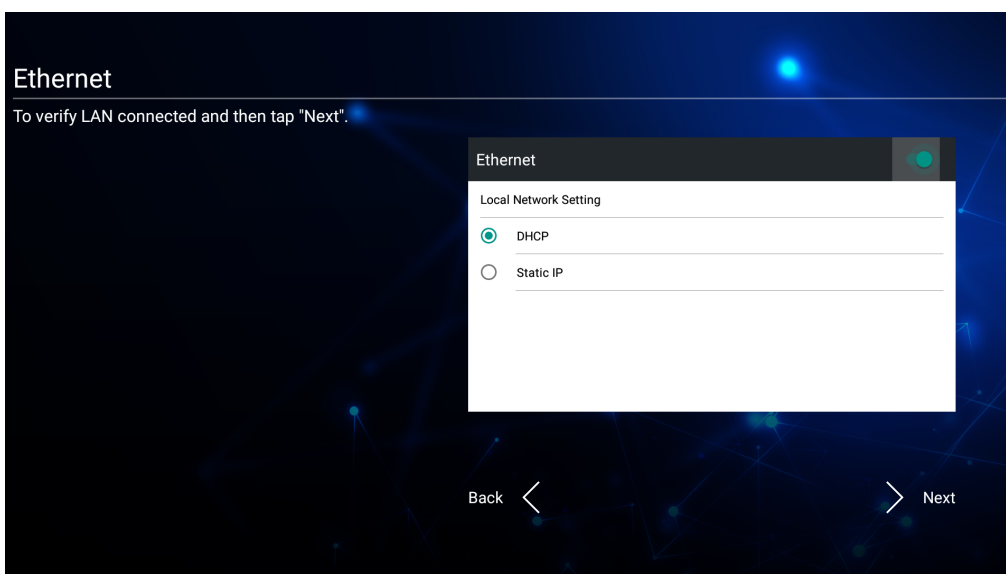 Ethernet
To verify LAN connected and then tap "Next".
Ethernet
Local Network Setting
DHCP
Static IP
Back
Next